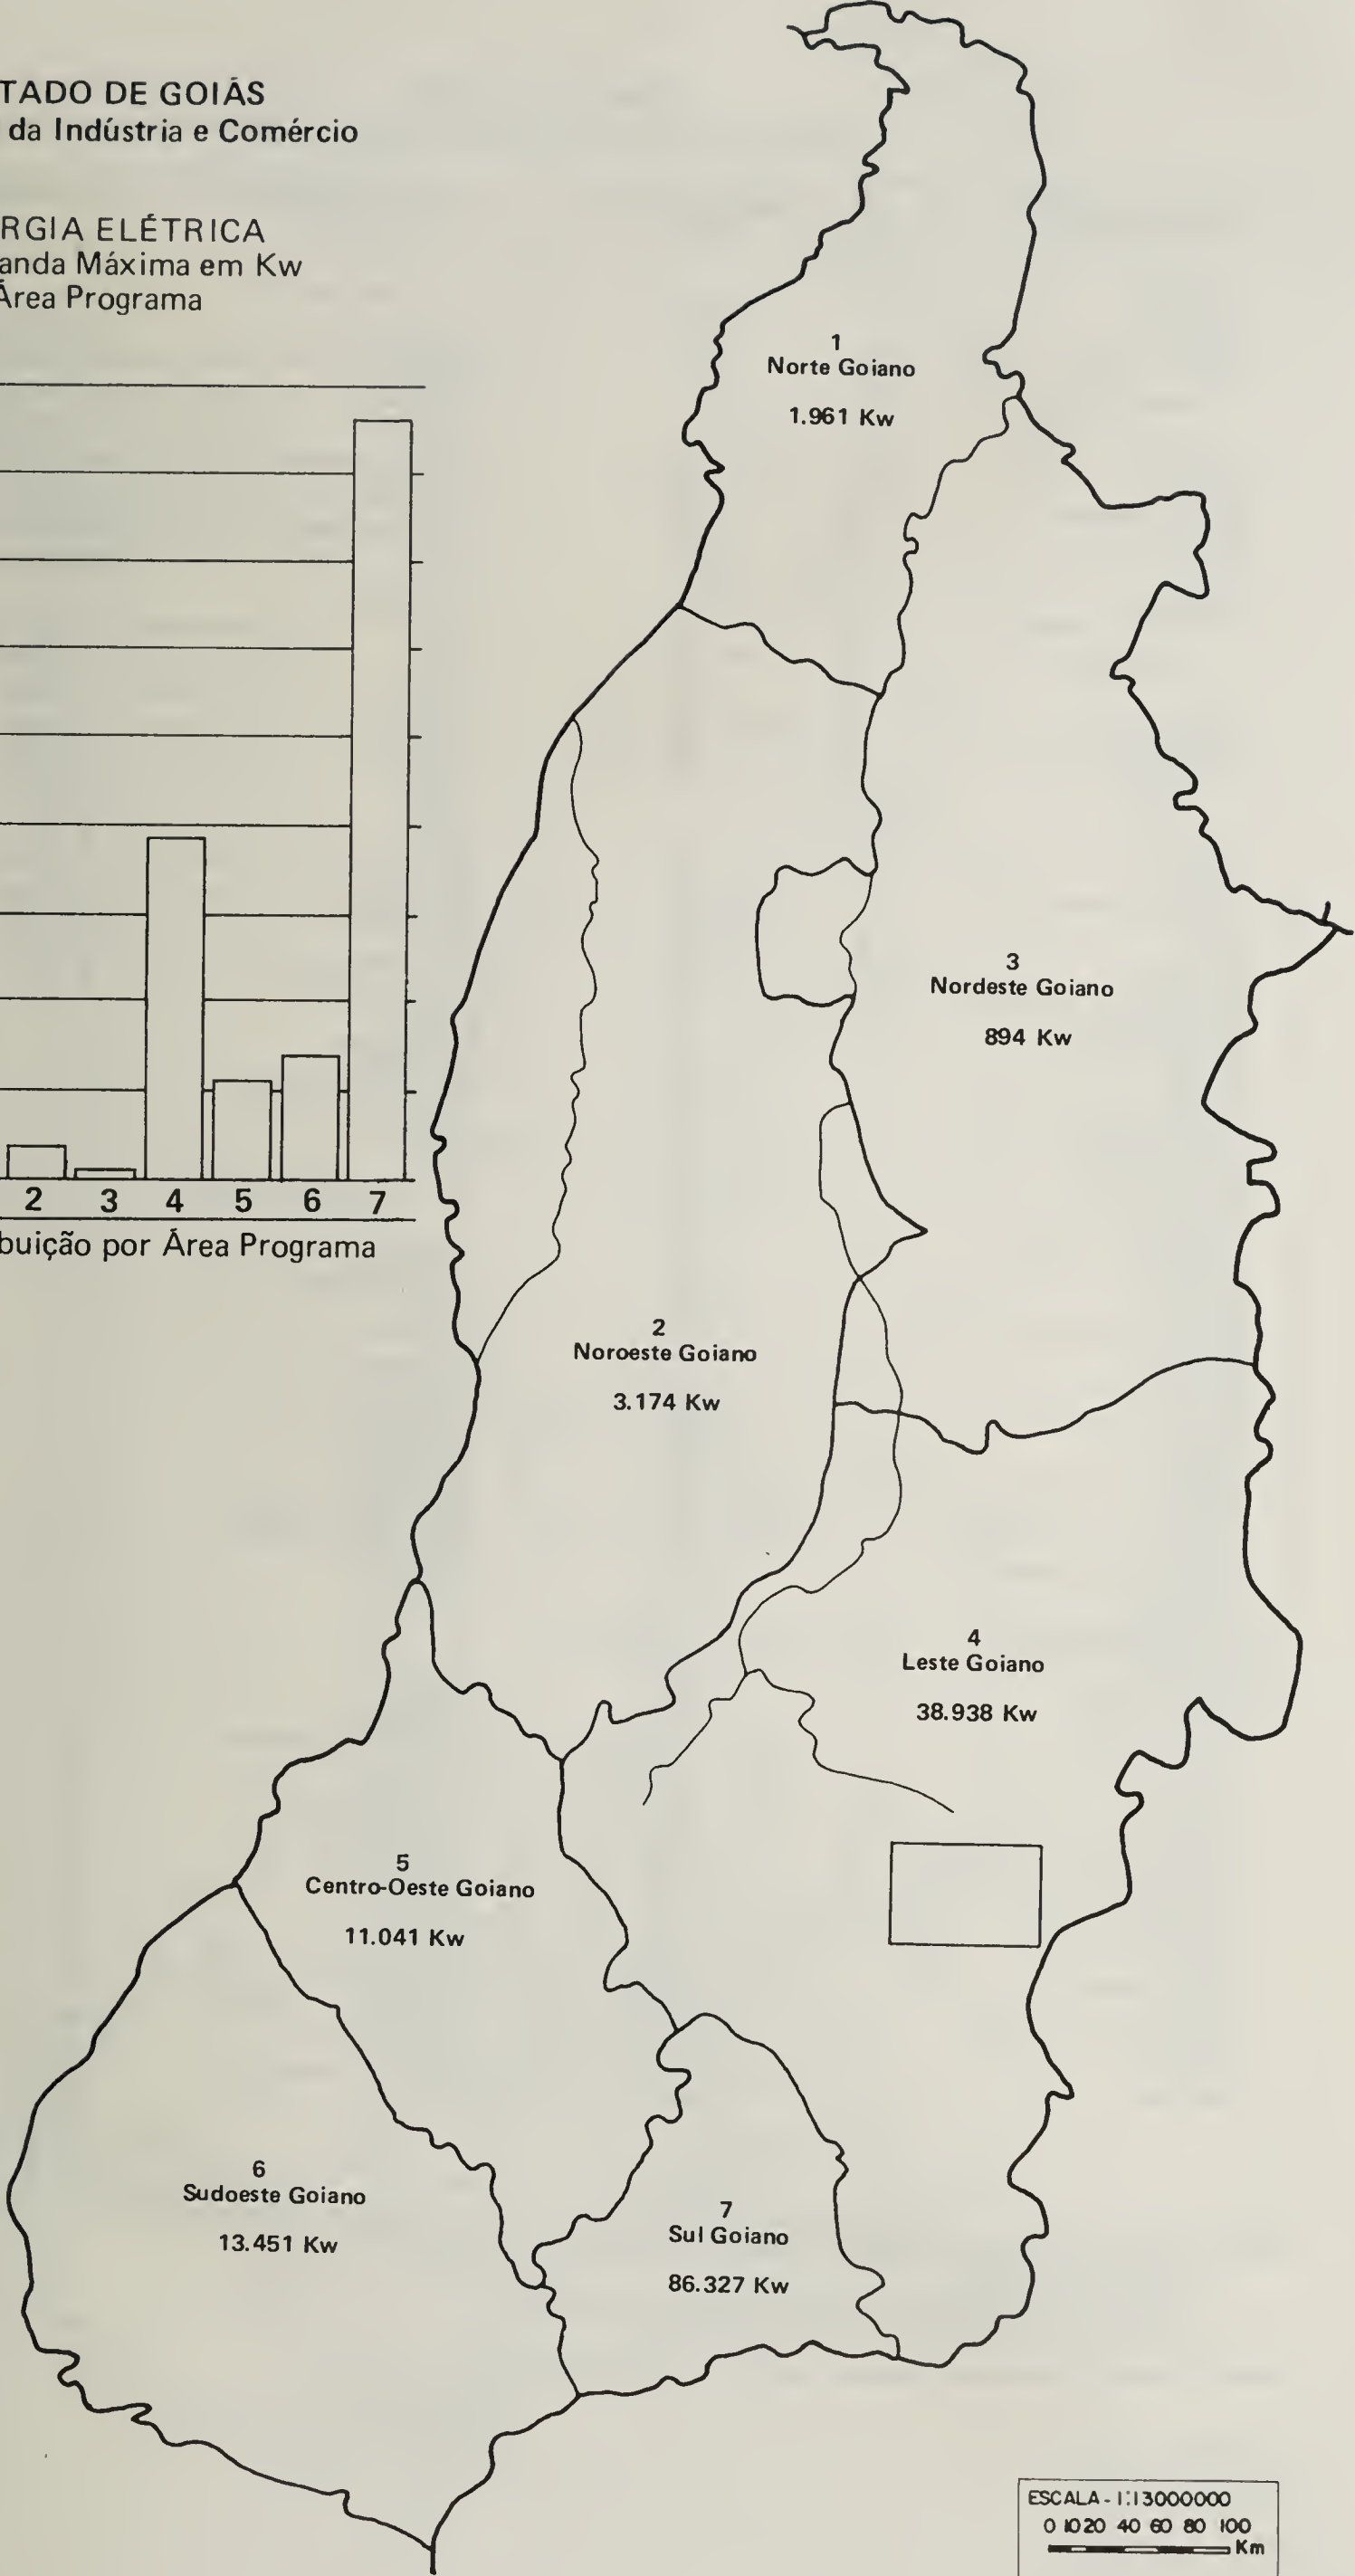 TADO DE GOIÁS
da Indústria e Comércio
RGIA ELÉTRICA
anda Máxima em Kw
Área Programa
2 3 4 5 6 7
buição por Área Programa
1
Norte Goiano
1.961 Kw
3
Nordeste Goiano
894 Kw
2
Noroeste Goiano
3.174 Kw
4
Leste Goiano
38.938 Kw
5
Centro-Oeste Goiano
11.041 Kw
6
Sudoeste Goiano
13.451 Kw
7
Sul Goiano
86.327 Kw
ESCALA - 1:13000000
0 10 20 40 60 80 100
Km